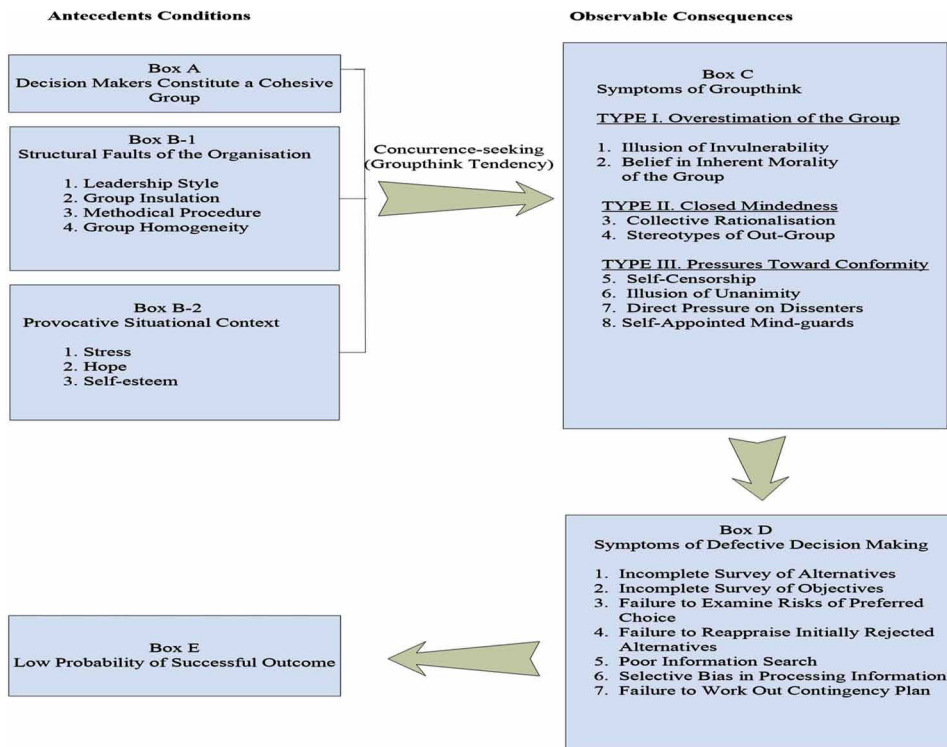 Antecedents Conditions
Box A
Decision Makers Constitute a Cohesive
Group
Box B-1
Structural Faults of the Organisation
1. Leadership Style
2. Group Insulation
3. Methodical Procedure
4. Group Homogeneity
Box B-2
Provocative Situational Context
1. Stress
2. Hope
3. Self-esteem
Concurrence-seeking
(Groupthink Tendency)
Observable Consequences
Box C
Symptoms of Groupthink
TYPE I. Overestimation of the Group
1. Illusion of Invulnerability
2. Belief in Inherent Morality
of the Group
TYPE II. Closed Mindedness
3. Collective Rationalisation
4. Stereotypes of Out-Group
TYPE III. Pressures Toward Conformity
5. Self-Censorship
6. Illusion of Unanimity
7. Direct Pressure on Dissenters
8. Self-Appointed Mind-guards
Box D
Symptoms of Defective Decision Making
1. Incomplete Survey of Alternatives
2. Incomplete Survey of Objectives
3. Failure to Examine Risks of Preferred
Choice
4. Failure to Reappraise Initially Rejected
Alternatives
5. Poor Information Search
6. Selective Bias in Processing Information
7. Failure to Work Out Contingency Plan
Box E
Low Probability of Successful Outcome